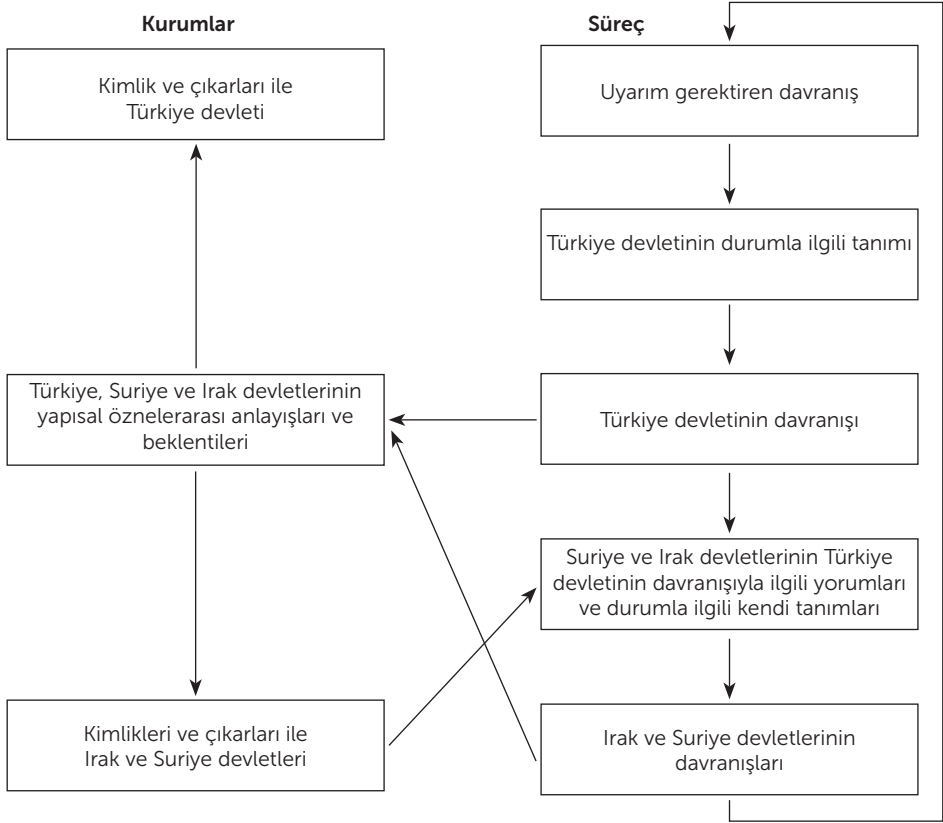 Kurumlar
Süreç
Kimlik ve çıkarları ile
Türkiye devleti
Uyarım gerektiren davranış
Türkiye devletinin durumla ilgili tanımı
Türkiye, Suriye ve Irak devletlerinin
yapısal öznelerarası anlayışları ve
beklentileri
Türkiye devletinin davranışı
Suriye ve Irak devletlerinin Türkiye
devletinin davranışıyla ilgili yorumları
ve durumla ilgili kendi tanımları
Kimlikleri ve çıkarları ile
Irak ve Suriye devletleri
Irak ve Suriye devletlerinin
davranışları